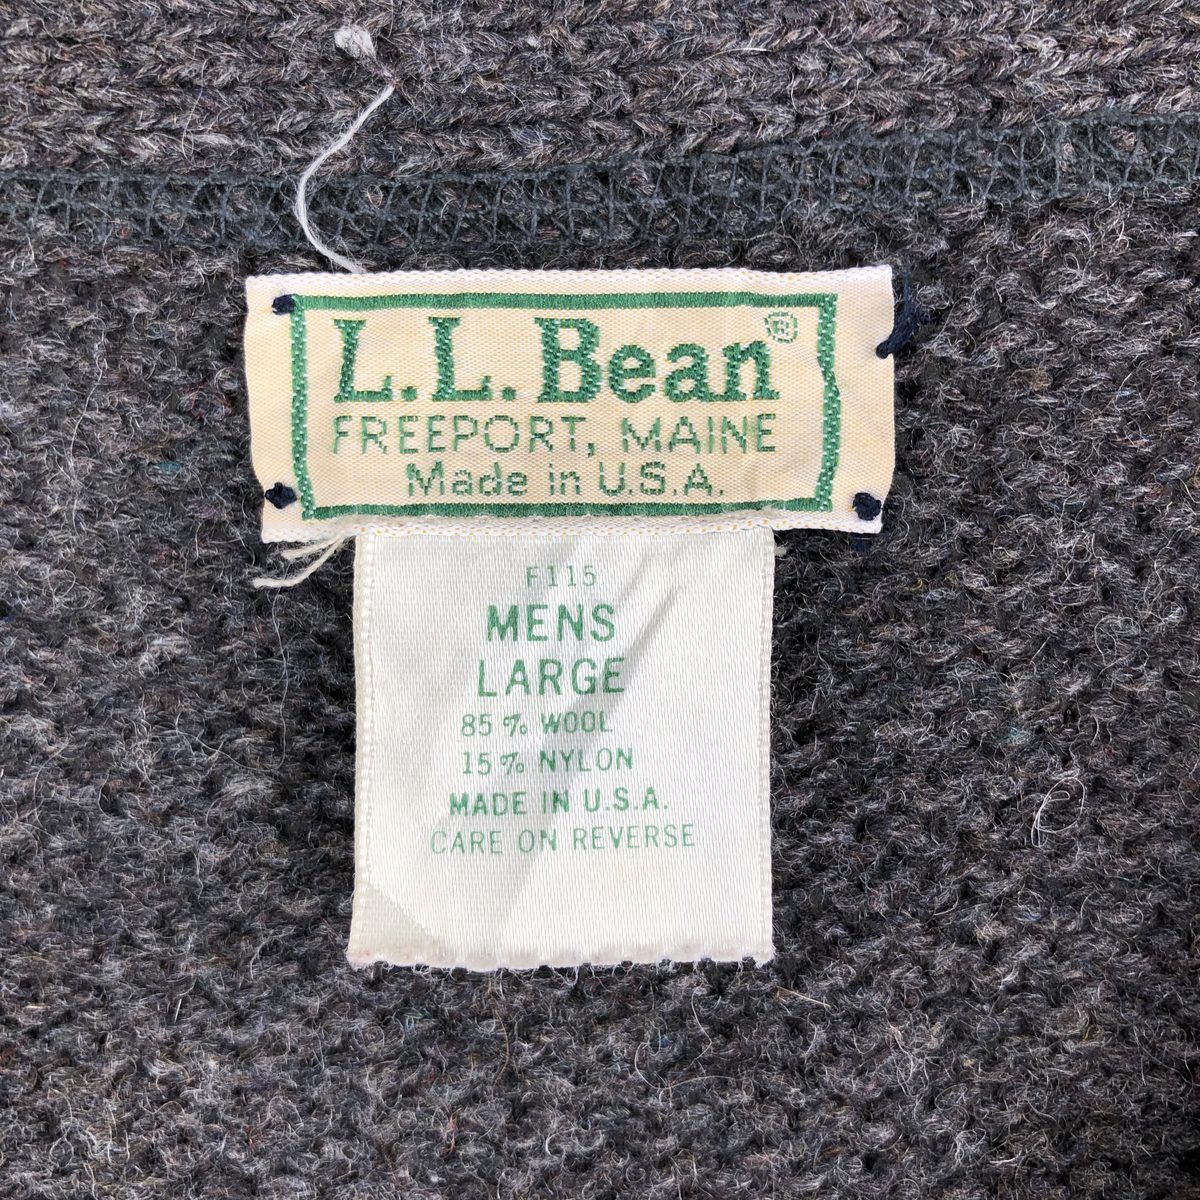 L.L.Bean®
FREEPORT, MAINE
Made in U.S.A.
F115
MENS
LARGE
85% WOOL
15% NYLON
MADE IN U.S.A.
CARE ON REVERSE